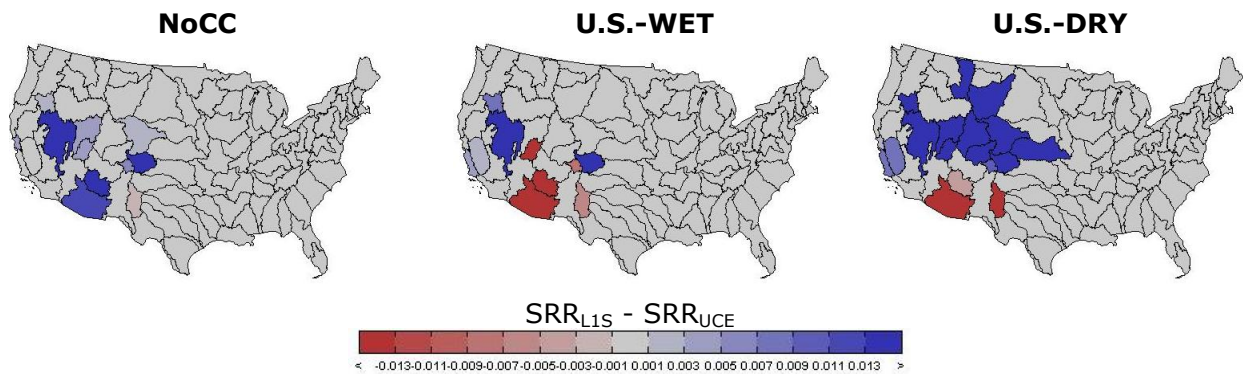 NoCC U.S.-WET U.S.-DRY
SRRL1S - SRRUCE
< -0.013 -0.011 -0.009 -0.007 -0.005 -0.003 -0.001 0.001 0.003 0.005 0.007 0.009 0.011 0.013 >